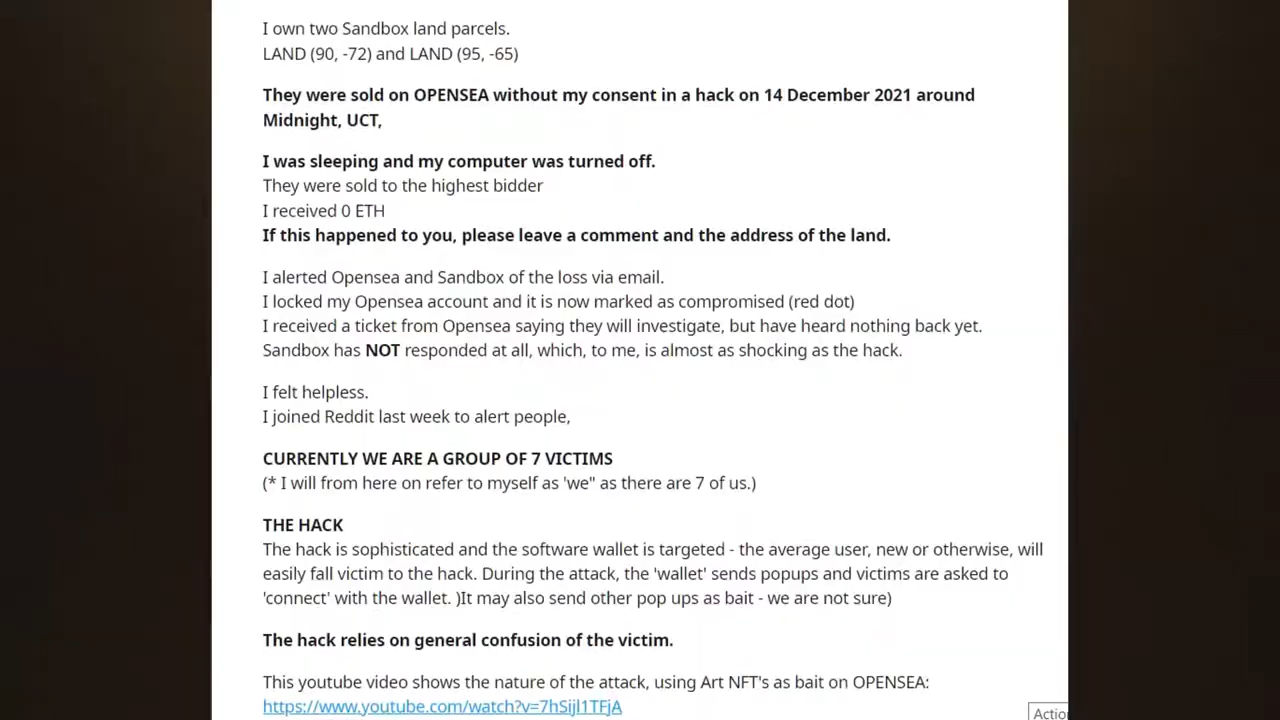 I own two Sandbox land parcels.
LAND (90, -72) and LAND (95, -65)
They were sold on OPENSEA without my consent in a hack on 14 December 2021 around
Midnight, UCT,
I was sleeping and my computer was turned off.
They were sold to the highest bidder
I received 0 ETH
If this happened to you, please leave a comment and the address of the land.
I alerted Opensea and Sandbox of the loss via email.
I locked my Opensea account and it is now marked as compromised (red dot)
I received a ticket from Opensea saying they will investigate, but have heard nothing back yet.
Sandbox has NOT responded at all, which, to me, is almost as shocking as the hack.
I felt helpless.
I joined Reddit last week to alert people,
CURRENTLY WE ARE A GROUP OF 7 VICTIMS
(* I will from here on refer to myself as 'we" as there are 7 of us.)
THE HACK
The hack is sophisticated and the software wallet is targeted - the average user, new or otherwise, will
easily fall victim to the hack. During the attack, the 'wallet' sends popups and victims are asked to
'connect' with the wallet. )It may also send other pop ups as bait - we are not sure)
The hack relies on general confusion of the victim.
This youtube video shows the nature of the attack, using Art NFT's as bait on OPENSEA:
https://www.youtube.com/watch?v=7hSijl1TFjA
Actio